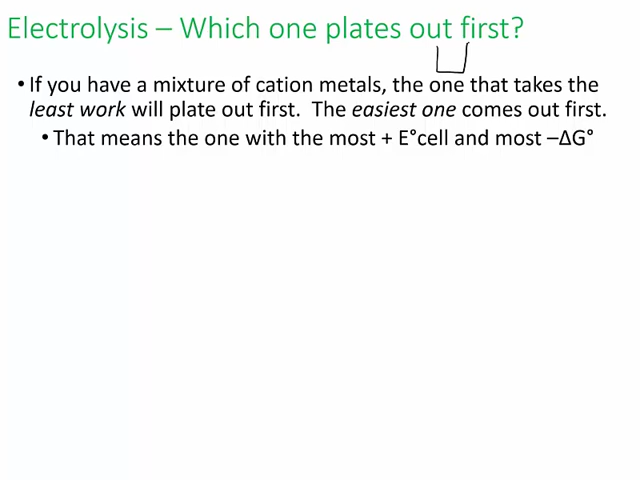 Electrolysis – Which one plates out first?
• If you have a mixture of cation metals, the one that takes the
least work will plate out first.  The easiest one comes out first.
• That means the one with the most + E°cell and most –ΔG°